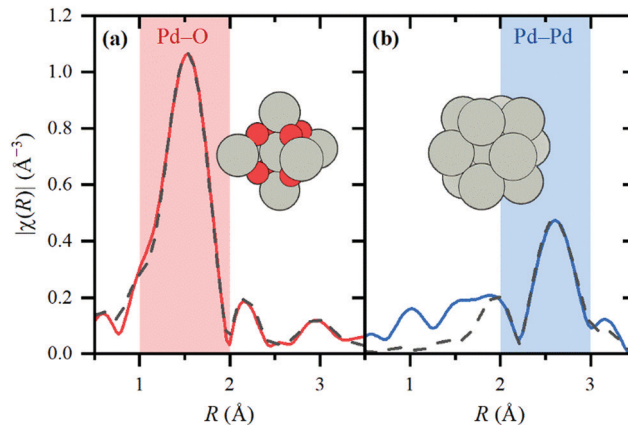 1.2
(a)
Pd–O
(b)
Pd–Pd
1.0
0.8
0.6
0.4
0.2
0.0
|χ(R)| (Å⁻³)
1
2
3
1
2
3
R (Å)
R (Å)